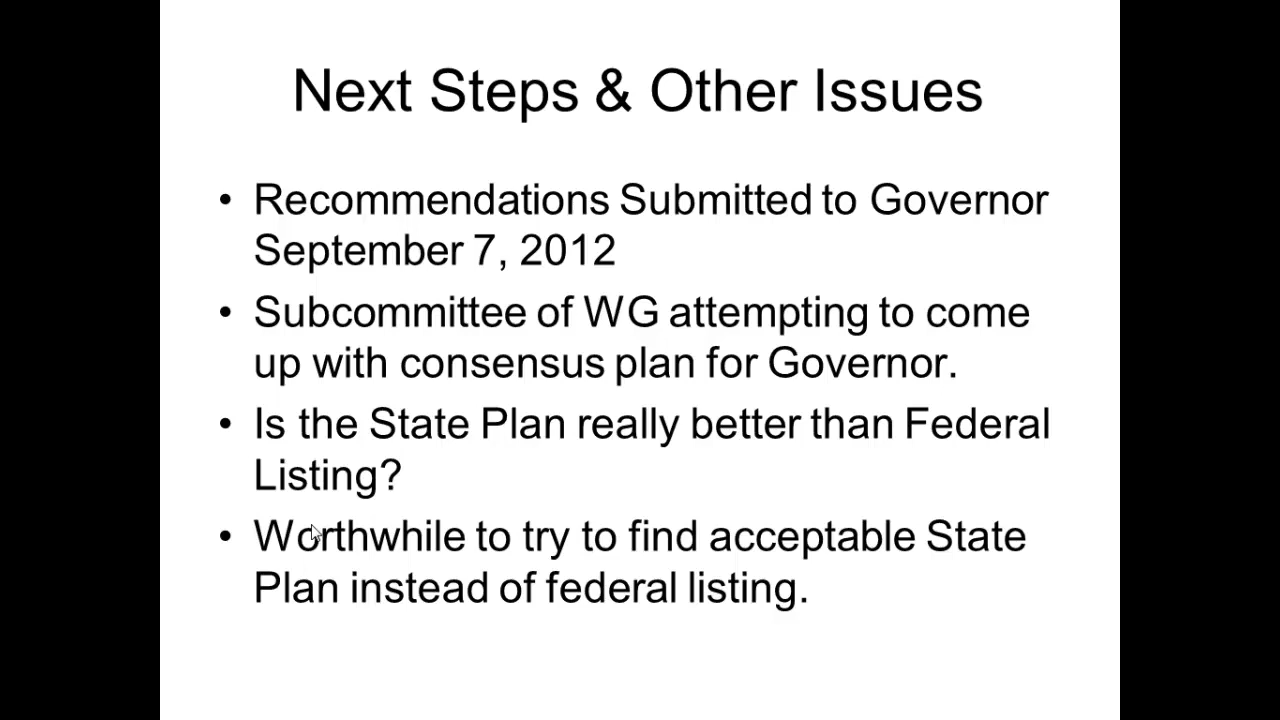 Next Steps & Other Issues
• Recommendations Submitted to Governor
September 7, 2012
• Subcommittee of WG attempting to come
up with consensus plan for Governor.
• Is the State Plan really better than Federal
Listing?
• Worthwhile to try to find acceptable State
Plan instead of federal listing.